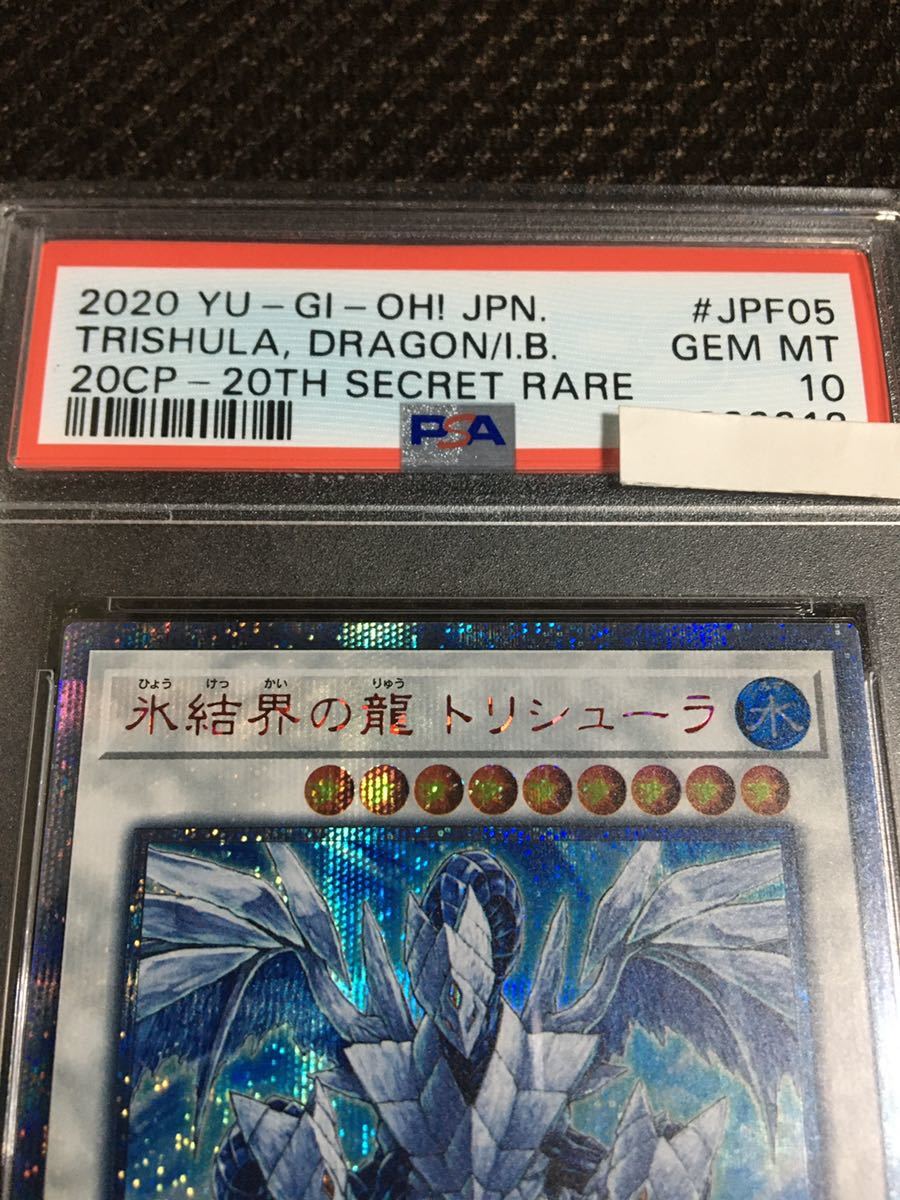 2020 YU-GI-OH! JPN. #JPF05
TRISHULA, DRAGON/I.B. GEM MT
20CP-20TH SECRET RARE 10
PSA
ひょう けっ かい りゅう
氷結界の龍 トリシューラ
水